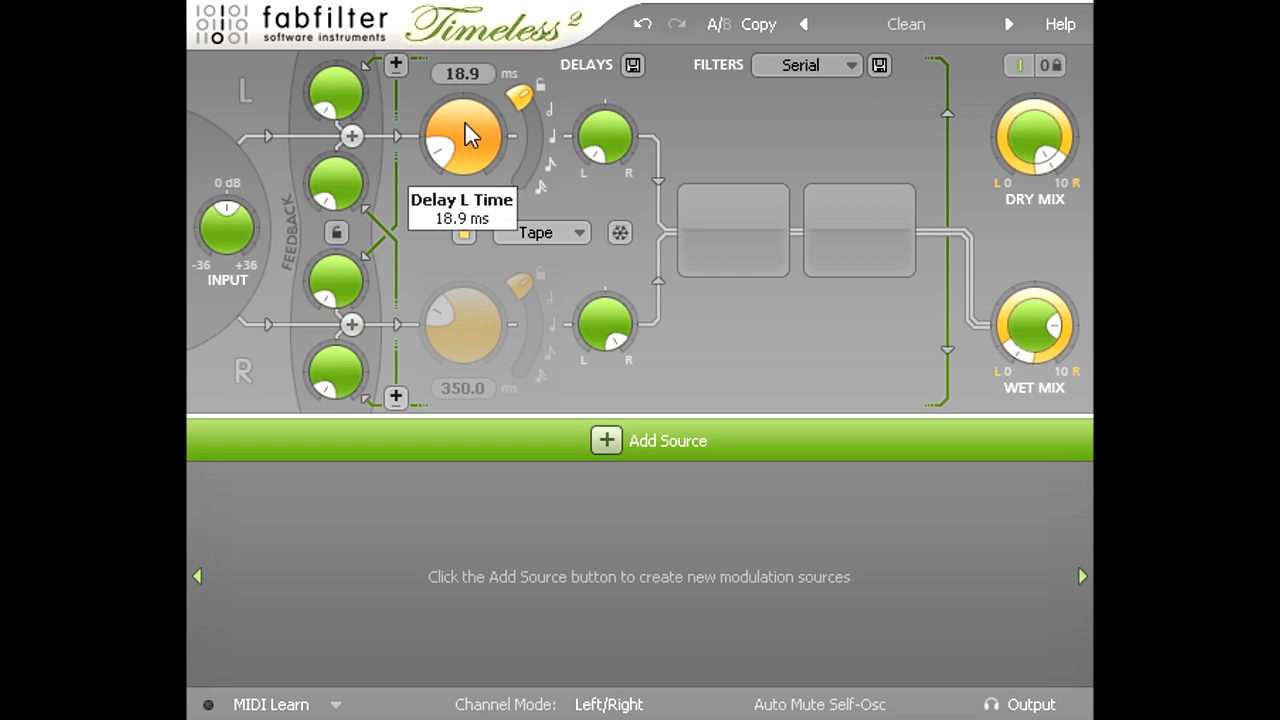 fabfilter
software instruments
Timeless 2
A/B Copy
Clean
Help
18.9 ms
DELAYS
FILTERS
Serial
0
L
L R
L 0 10 R
DRY MIX
Delay L Time
18.9 ms
0 dB
-36 +36
INPUT
FEEDBACK
Tape
R
L R
350.0 ms
L 0 10 R
WET MIX
+ Add Source
Click the Add Source button to create new modulation sources
MIDI Learn
Channel Mode: Left/Right
Auto Mute Self-Osc
Output